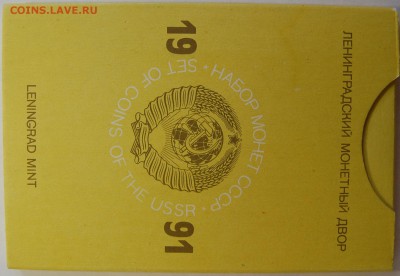 COINS.LAVE.RU
ЛЕНИНГРАДСКИЙ МОНЕТНЫЙ ДВОР
19 91
НАБОР МОНЕТ СССР • SET OF COINS OF THE USSR •
LENINGRAD MINT